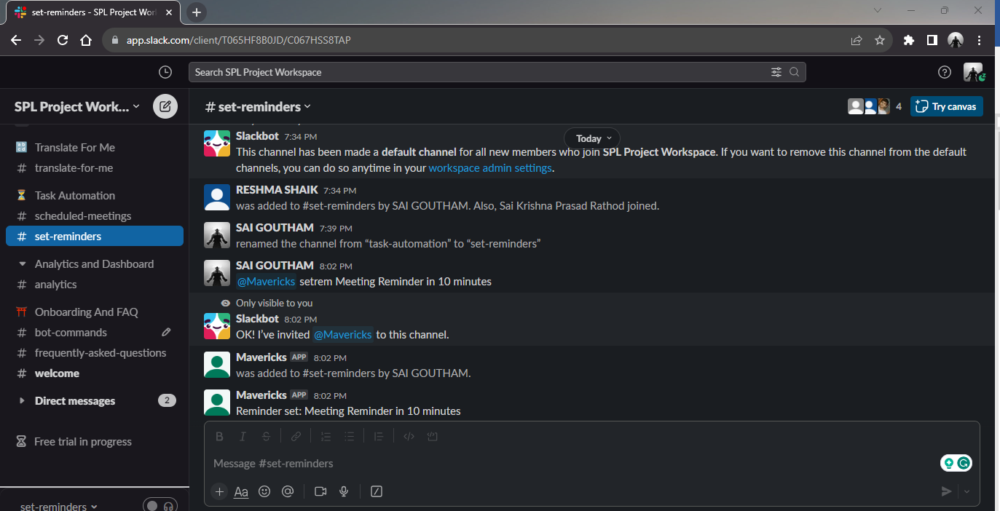 set-reminders - SPL Project Wor
app.slack.com/client/T065HF8B0JD/C067HSS8TAP
Search SPL Project Workspace
SPL Project Work...
# set-reminders
4
Try canvas
Translate For Me
# translate-for-me
Task Automation
# scheduled-meetings
# set-reminders
Analytics and Dashboard
# analytics
Onboarding And FAQ
# bot-commands
# frequently-asked-questions
# welcome
Direct messages 2
Free trial in progress
set-reminders
Today
Slackbot 7:34 PM
This channel has been made a default channel for all new members who join SPL Project Workspace. If you want to remove this channel from the default
channels, you can do so anytime in your workspace admin settings.
RESHMA SHAIK 7:34 PM
was added to #set-reminders by SAI GOUTHAM. Also, Sai Krishna Prasad Rathod joined.
SAI GOUTHAM 7:39 PM
renamed the channel from “task-automation” to “set-reminders”
SAI GOUTHAM 8:02 PM
@Mavericks setrem Meeting Reminder in 10 minutes
Only visible to you
Slackbot 8:02 PM
OK! I’ve invited @Mavericks to this channel.
Mavericks APP 8:02 PM
was added to #set-reminders by SAI GOUTHAM.
Mavericks APP 8:02 PM
Reminder set: Meeting Reminder in 10 minutes
B I S
Message #set-reminders
Aa